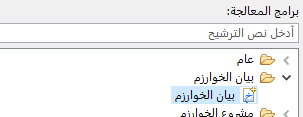 برامج المعالجة:
أدخل نص الترشيح
عام
بيان الخوارزم
بيان الخوارزم
مشروع الخوارزم